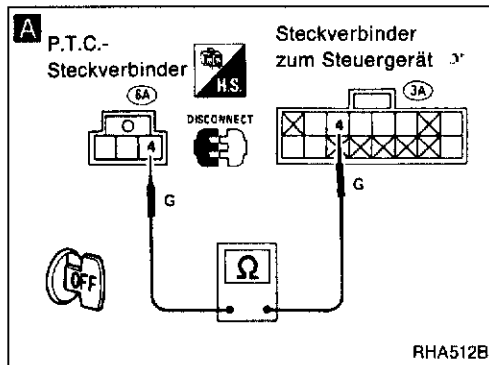 A
P.T.C.-
Steckverbinder
H.S.
Steckverbinder
zum Steuergerät
6A
3A
DISCONNECT
4
4
G
G
OFF
Ω
RHA512B